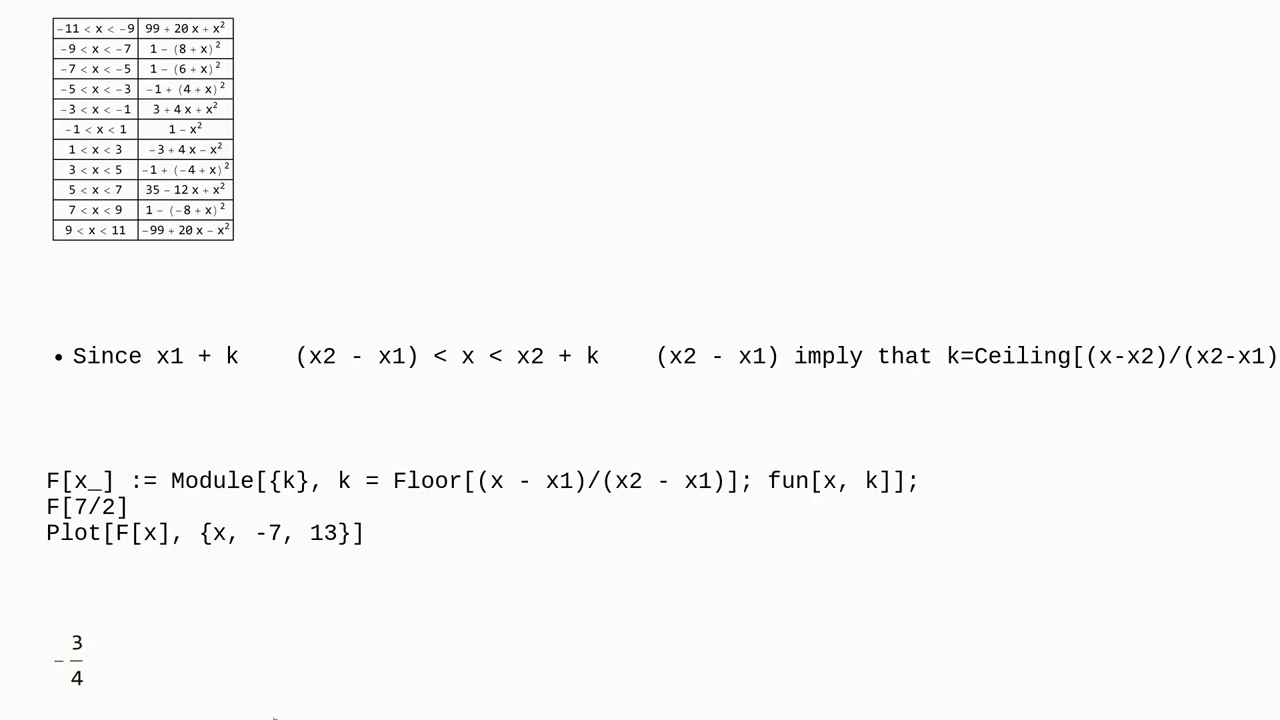 −11 < x < −9 99 + 20 x + x²
−9 < x < −7 1 − (8 + x)²
−7 < x < −5 1 − (6 + x)²
−5 < x < −3 −1 + (4 + x)²
−3 < x < −1 3 + 4 x + x²
−1 < x < 1 1 − x²
1 < x < 3 −3 + 4 x − x²
3 < x < 5 −1 + (−4 + x)²
5 < x < 7 35 − 12 x + x²
7 < x < 9 1 − (−8 + x)²
9 < x < 11 −99 + 20 x − x²
• Since x1 + k (x2 - x1) < x < x2 + k (x2 - x1) imply that k=Ceiling[(x-x2)/(x2-x1)
F[x_] := Module[{k}, k = Floor[(x - x1)/(x2 - x1)]; fun[x, k]];
F[7/2]
Plot[F[x], {x, -7, 13}]
−3/4